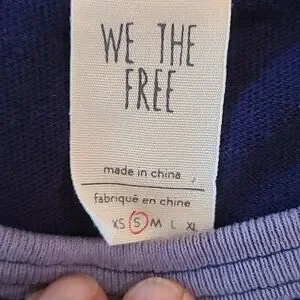 WE THE
FREE
made in china
fabriqué en chine
XS S M L XL